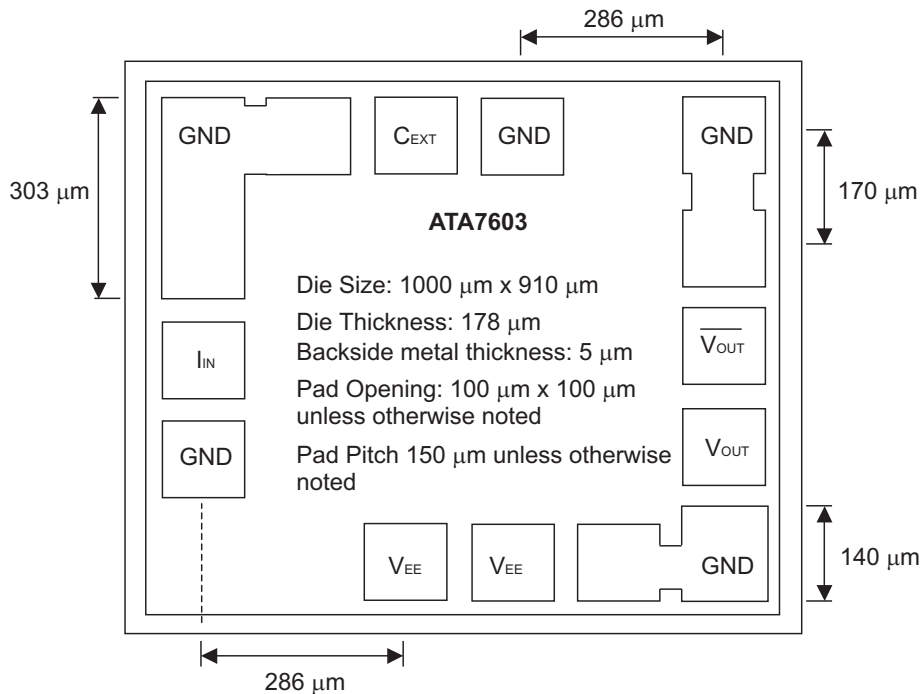 286 μm
GND
CEXT
GND
GND
303 μm
170 μm
ATA7603
Die Size: 1000 μm x 910 μm
Die Thickness: 178 μm
Backside metal thickness: 5 μm
Pad Opening: 100 μm x 100 μm
unless otherwise noted
Pad Pitch 150 μm unless otherwise
noted
IIN
VOUT
GND
VOUT
VEE
VEE
GND
140 μm
286 μm